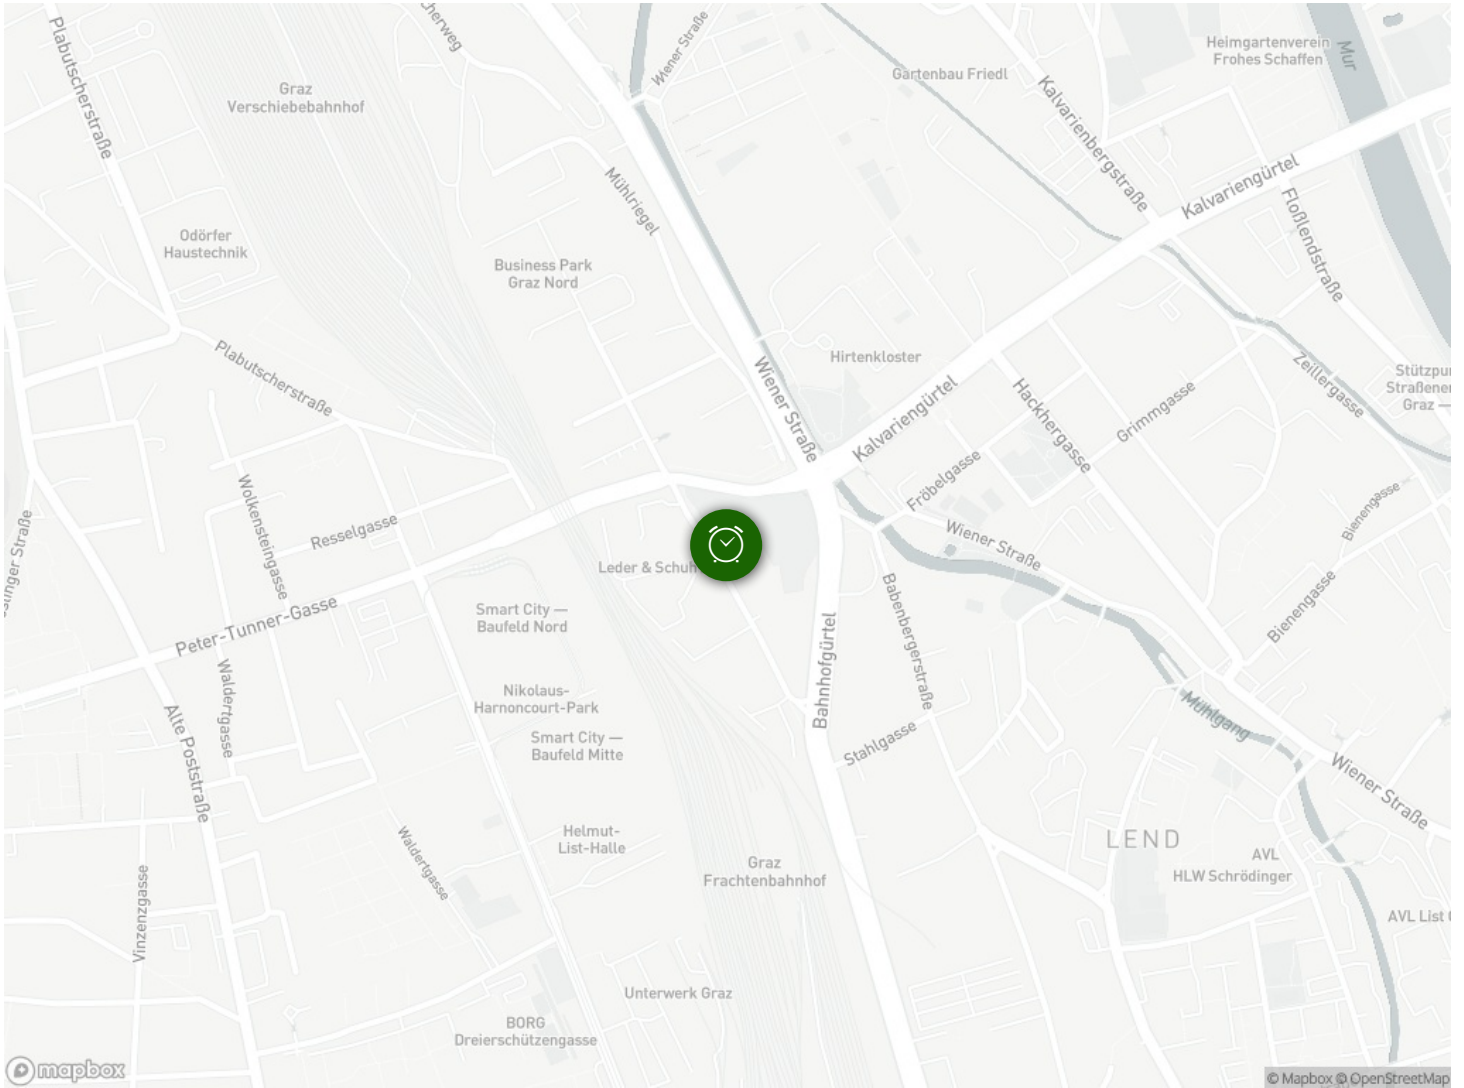 Plabutscherstraße
Wiener Straße
Graz
Verschiebebahnhof
Gartenbau Friedl
Heimgartenverein
Frohes Schaffen
Mur
Kalvarienbergstraße
Mühlriegel
Kalvariengürtel
Floßlendstraße
Odörfer
Haustechnik
Business Park
Graz Nord
Plabutscherstraße
Wiener Straße
Hirtenkloster
Kalvariengürtel
Hackhergasse
Grimmgasse
Zeillergasse
Graz —
Wolkensteingasse
Resselgasse
Fröbelgasse
Wiener Straße
Bienengasse
Leder & Schuh
Smart City —
Baufeld Nord
Peter-Tunner-Gasse
Babenbergerstraße
Bienengasse
Bahnhofgürtel
Waldertgasse
Nikolaus-
Harnoncourt-Park
Alte Poststraße
Smart City —
Baufeld Mitte
Stahlgasse
Mühlgang
Wiener Straße
Waldertgasse
Helmut-
List-Halle
LEND
AVL
HLW Schrödinger
Graz
Frachtenbahnhof
Vinzenzgasse
AVL List
Unterwerk Graz
BORG
Dreierschützengasse
mapbox
© Mapbox © OpenStreetMap